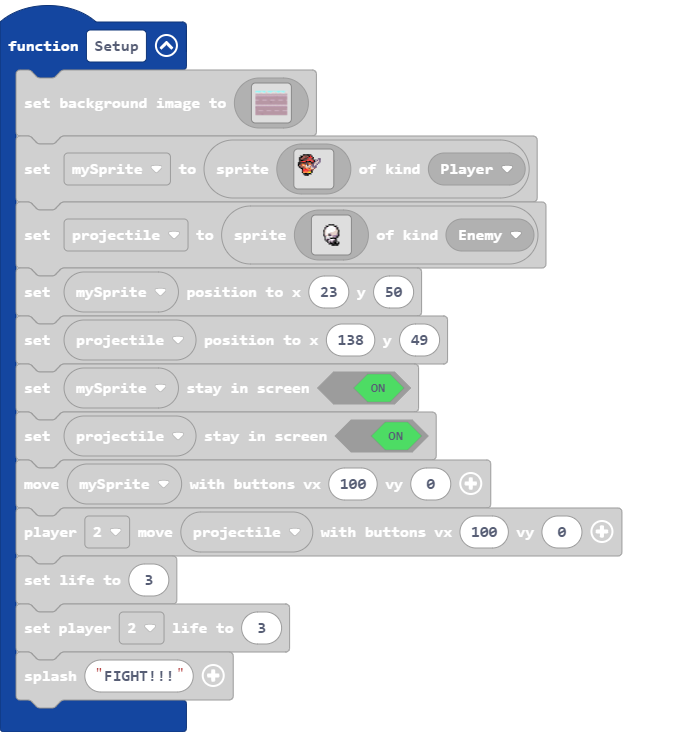 function Setup
set background image to
set mySprite to sprite of kind Player
set projectile to sprite of kind Enemy
set mySprite position to x 23 y 50
set projectile position to x 138 y 49
set mySprite stay in screen ON
set projectile stay in screen ON
move mySprite with buttons vx 100 vy 0
player 2 move projectile with buttons vx 100 vy 0
set life to 3
set player 2 life to 3
splash "FIGHT!!!"